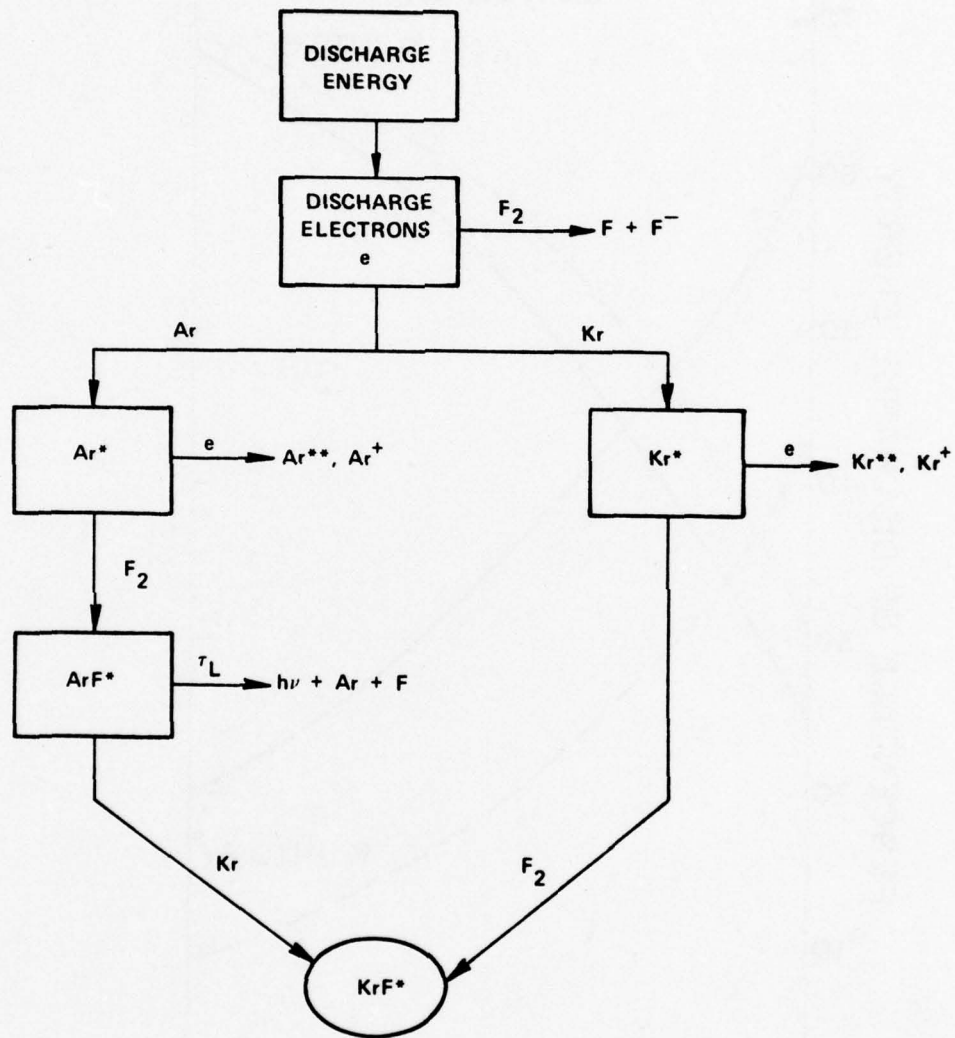 DISCHARGE
ENERGY
DISCHARGE
ELECTRONS
e
F2
F + F−
Ar
Kr
Ar*
e
Ar**, Ar+
Kr*
e
Kr**, Kr+
F2
ArF*
τL
hν + Ar + F
Kr
F2
KrF*